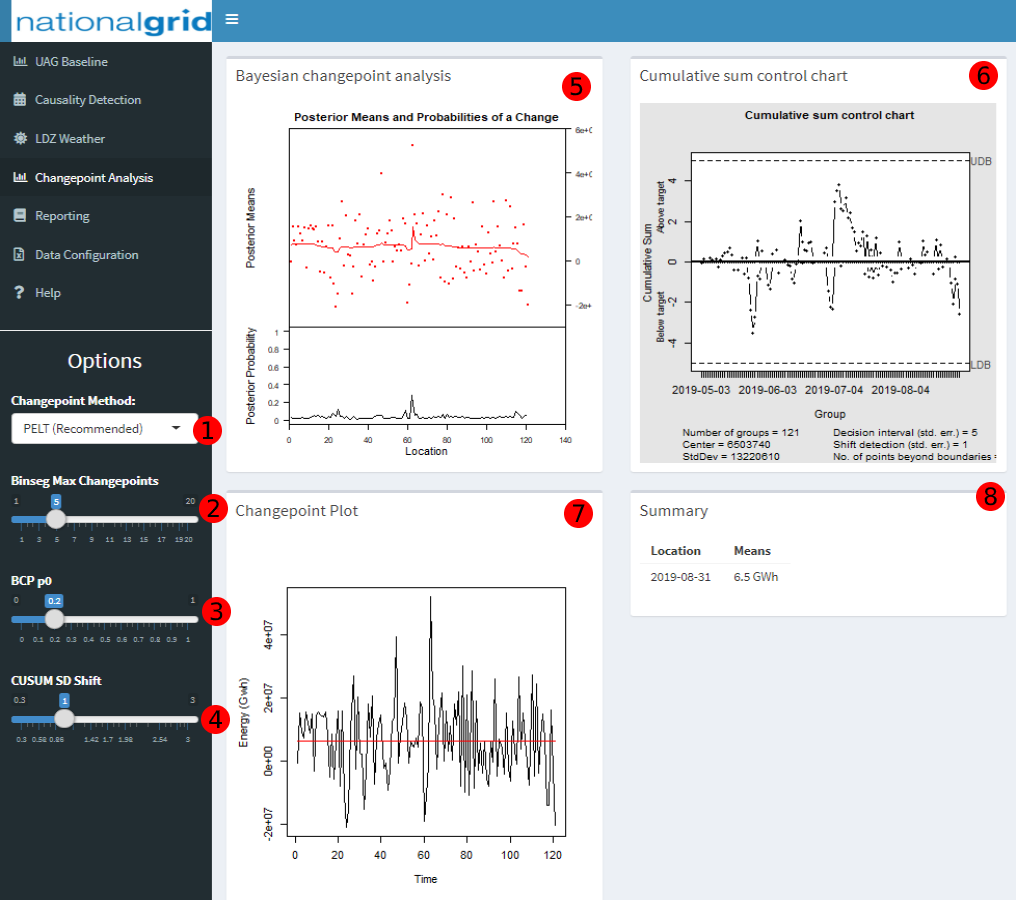 nationalgrid
UAG Baseline
Causality Detection
LDZ Weather
Changepoint Analysis
Reporting
Data Configuration
? Help
Options
Changepoint Method:
PELT (Recommended)
1
Binseg Max Changepoints
1 5 20
2
1 3 5 7 9 11 13 15 17 19 20
BCP p0
0 0.2 1
3
0 0.1 0.2 0.3 0.4 0.5 0.6 0.7 0.8 0.9 1
CUSUM SD Shift
0.3 1 3
4
0.3 0.58 0.86 1.42 1.7 1.98 2.54 3
Bayesian changepoint analysis
5
Posterior Means and Probabilities of a Change
Posterior Means
6e+0
4e+0
2e+0
0
-2e+
Posterior Probability
1
0.8
0.6
0.4
0.2
0
0 20 40 60 80 100 120 140
Location
Cumulative sum control chart
6
Cumulative sum control chart
Cumulative Sum
Above target
Below target
4
2
0
-2
-4
UDB
LDB
2019-05-03 2019-06-03 2019-07-04 2019-08-04
Group
Number of groups = 121
Center = 6503740
StdDev = 13220610
Decision interval (std. err.) = 5
Shift detection (std. err.) = 1
No. of points beyond boundaries =
Changepoint Plot
7
Energy (Gwh)
4e+07
2e+07
0e+00
-2e+07
0 20 40 60 80 100 120
Time
Summary
8
Location Means
2019-08-31 6.5 GWh